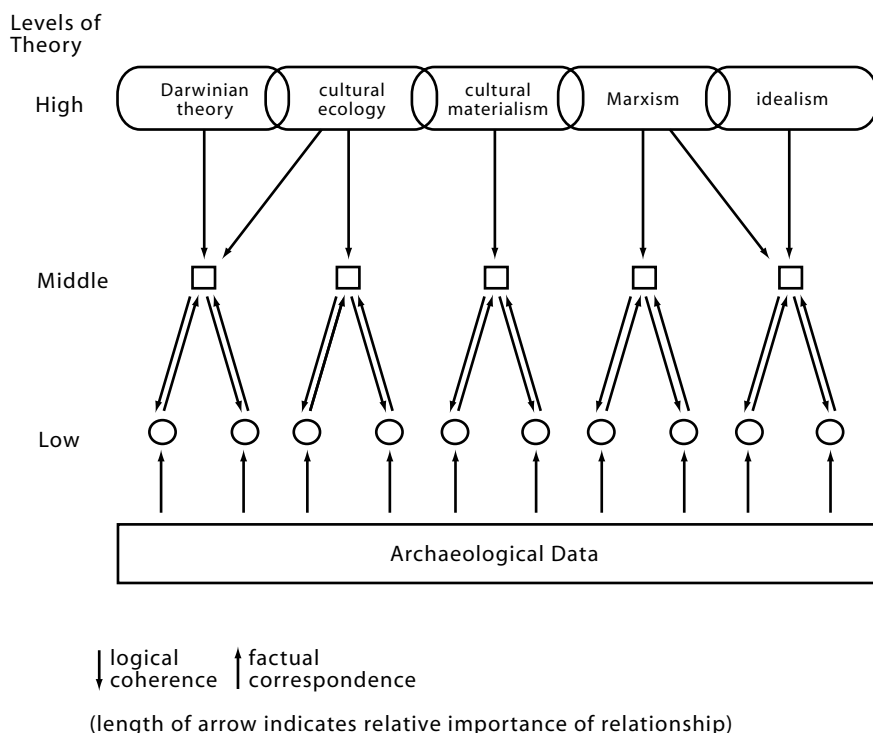 Levels of
Theory
High
Darwinian
theory
cultural
ecology
cultural
materialism
Marxism
idealism
Middle
Low
Archaeological Data
logical
coherence
factual
correspondence
(length of arrow indicates relative importance of relationship)